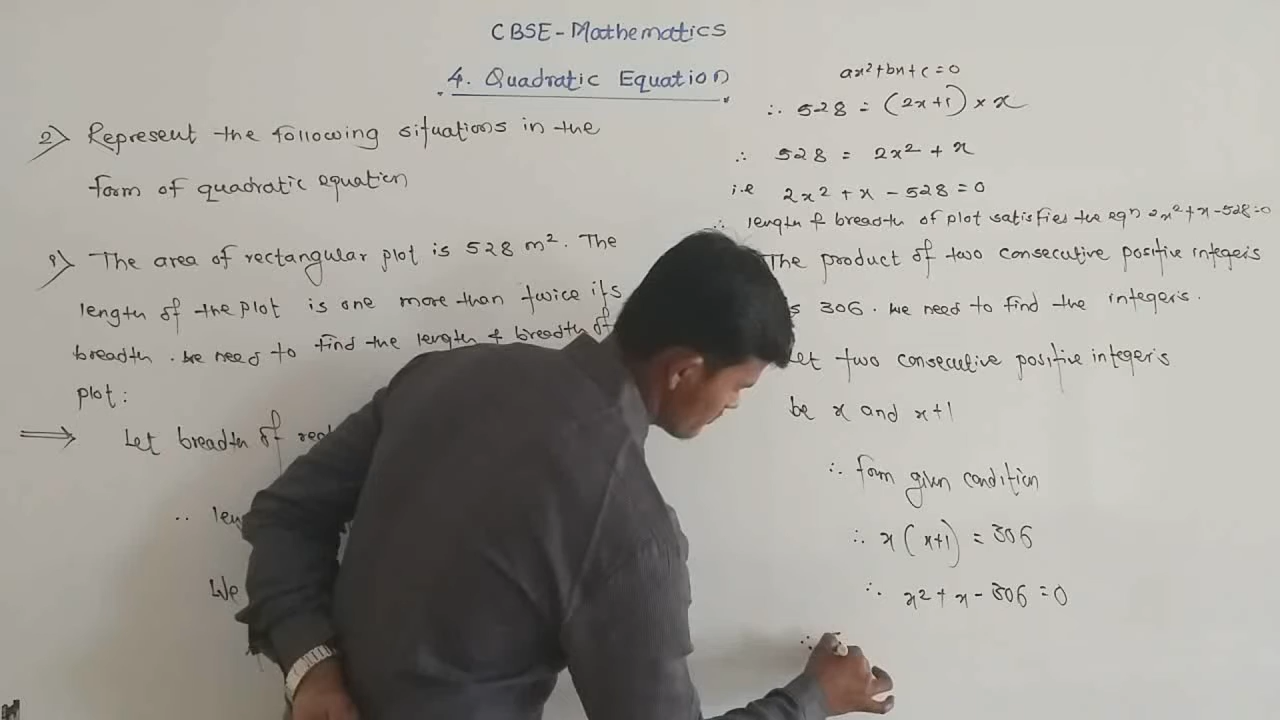 CBSE-Mathematics
4. Quadratic Equation
2) Represent the following situations in the
form of quadratic equation
The area of rectangular plot is 528 m². The
length of the plot is one more than twice its
breadth. We need to find the length & breadth of
plot:
⟹ Let breadth of
We
ax²+bx+c=0
∴ 528 = (2x+1) × x
∴ 528 = 2x² + x
i.e 2x² + x - 528 = 0
∴ length & breadth of plot satisfies the eqn 2x²+x-528=0
The product of two consecutive positive integers
306. We need to find the integers.
two consecutive positive integers
be x and x+1
∴ form given condition
∴ x(x+1) = 306
∴ x² + x - 306 = 0
∴